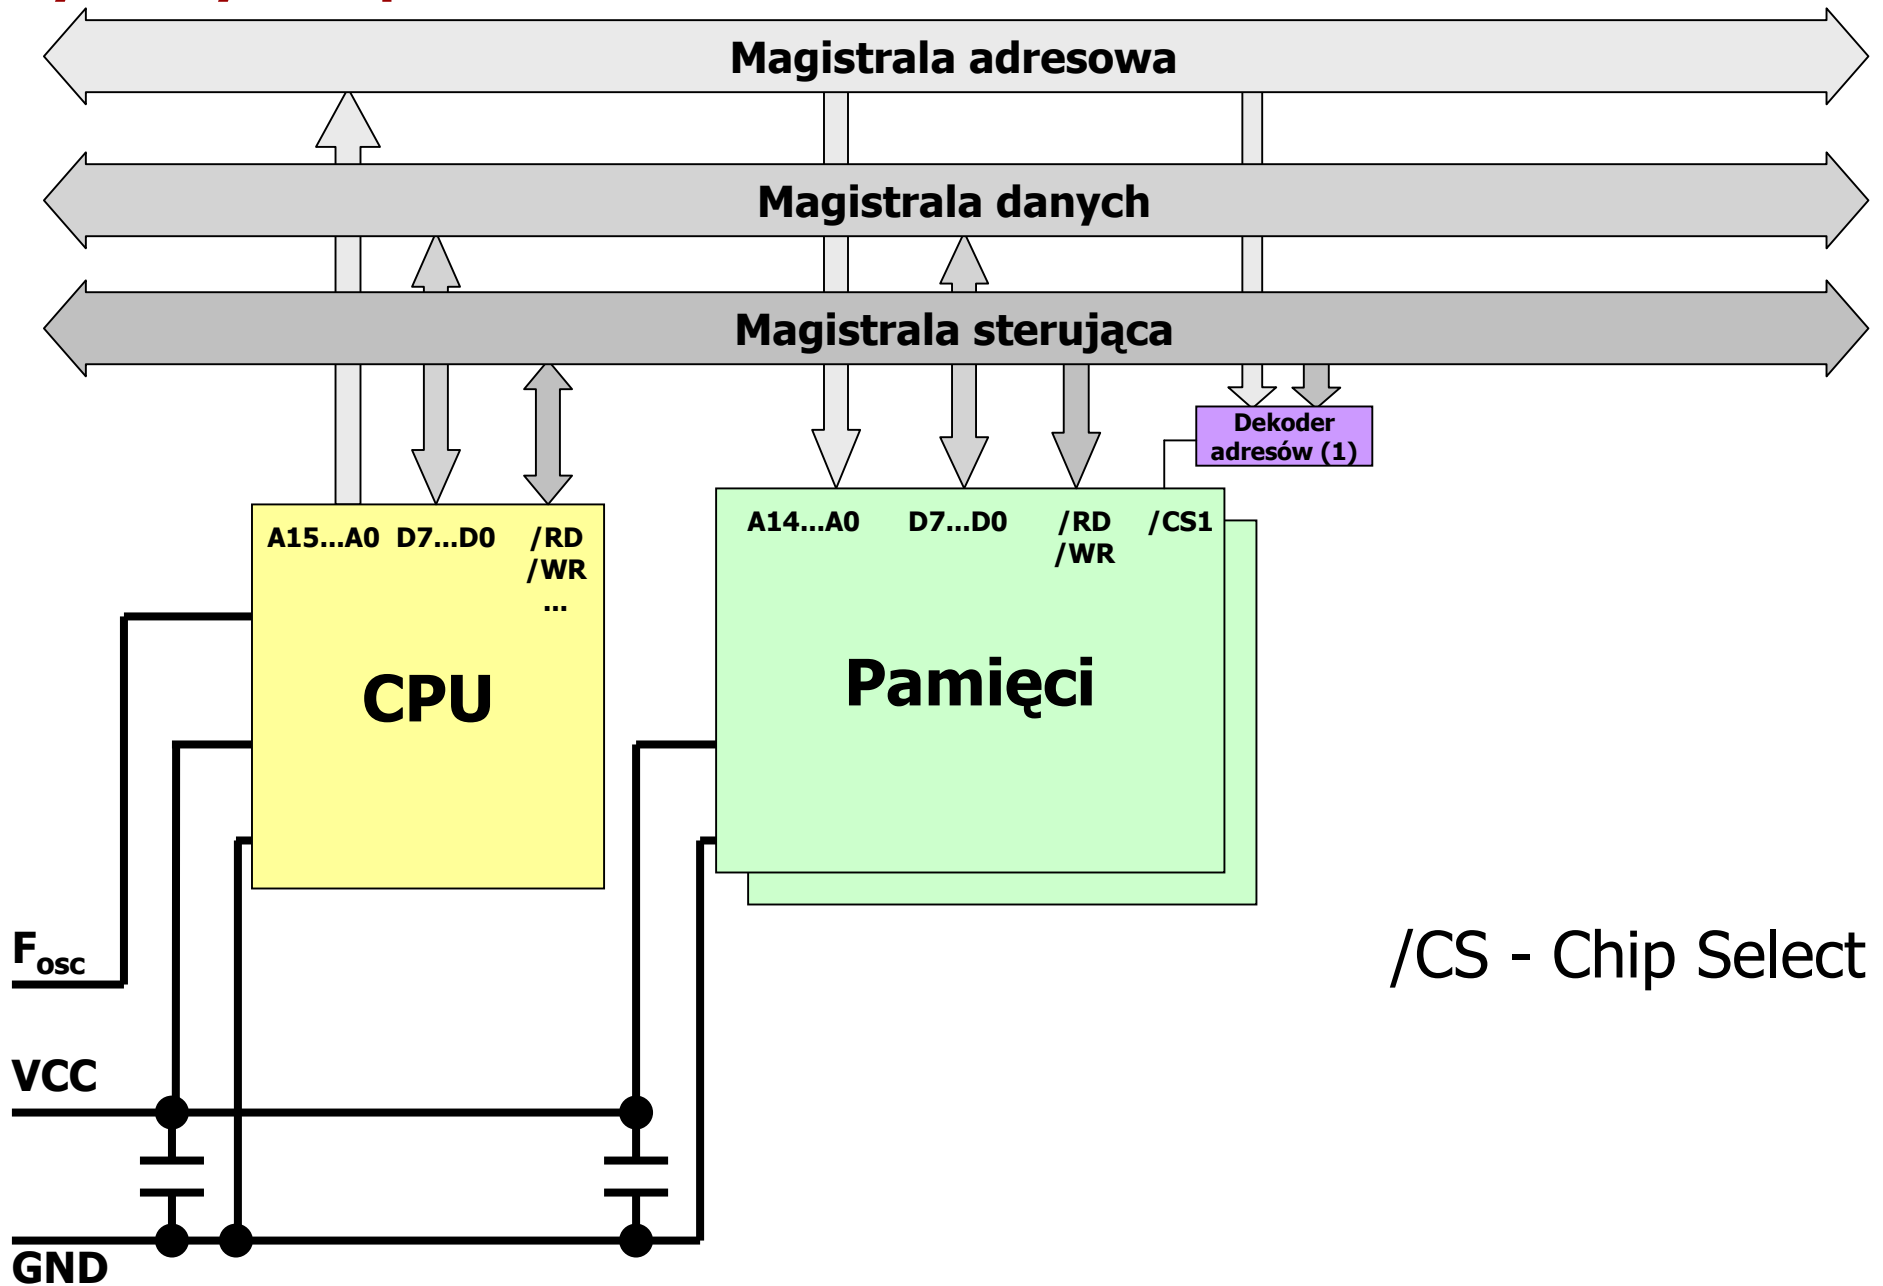 Magistrala adresowa
Magistrala danych
Magistrala sterująca
Dekoder
adresów (1)
A15...A0 D7...D0 /RD
/WR
...
A14...A0 D7...D0 /RD /CS1
/WR
CPU
Pamięci
Fosc
/CS - Chip Select
VCC
GND